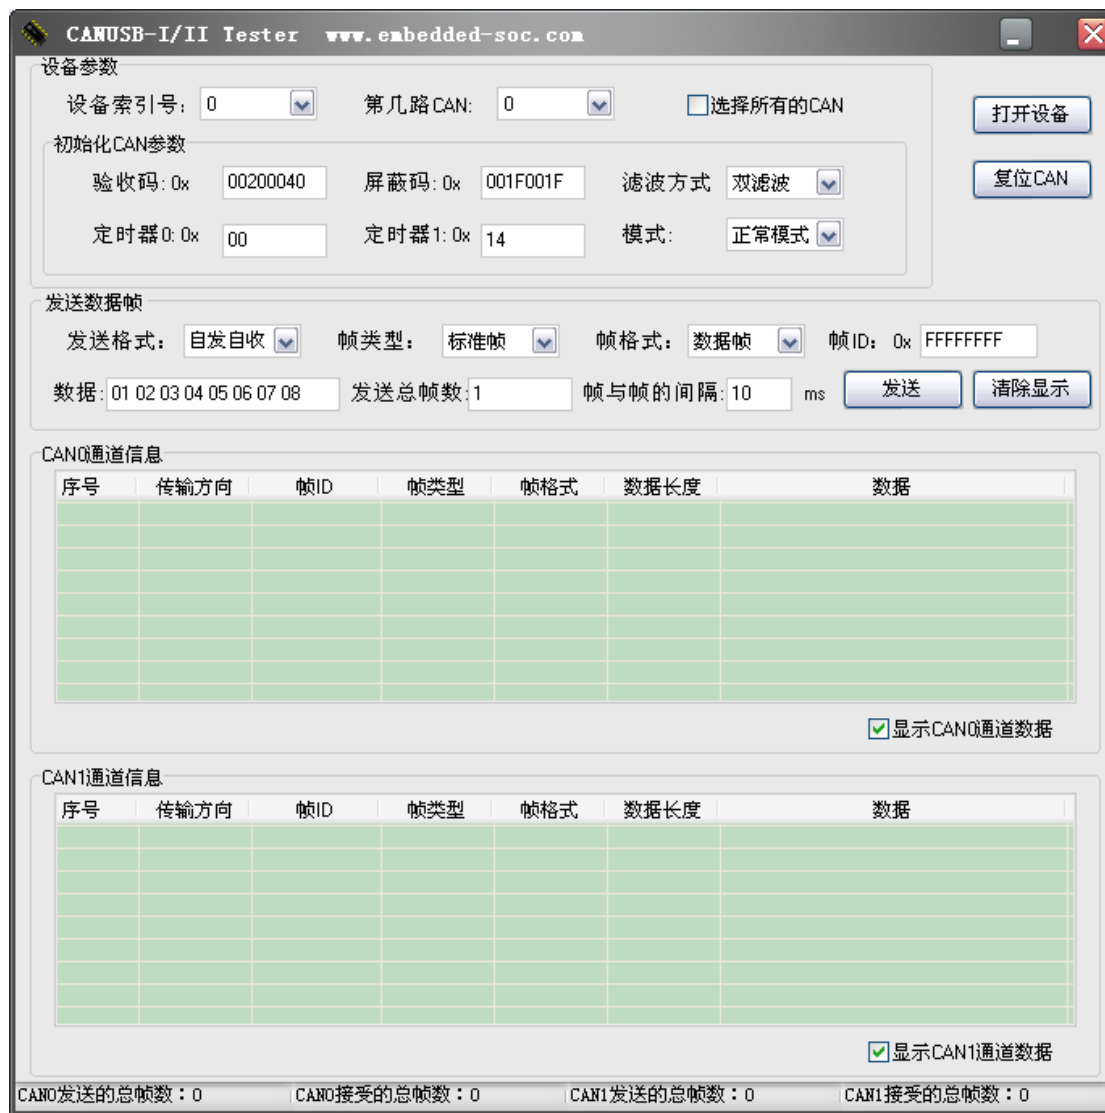 CANUSB-I/II Tester www.embedded-soc.com
设备参数
设备索引号: 0 第几路CAN: 0 选择所有的CAN 打开设备
初始化CAN参数
验收码: 0x 00200040 屏蔽码: 0x 001F001F 滤波方式 双滤波 复位CAN
定时器0: 0x 00 定时器1: 0x 14 模式: 正常模式
发送数据帧
发送格式: 自发自收 帧类型: 标准帧 帧格式: 数据帧 帧ID: 0x FFFFFFFF
数据: 01 02 03 04 05 06 07 08 发送总帧数: 1 帧与帧的间隔: 10 ms 发送 清除显示
CAN0通道信息
序号 传输方向 帧ID 帧类型 帧格式 数据长度 数据
显示CAN0通道数据
CAN1通道信息
序号 传输方向 帧ID 帧类型 帧格式 数据长度 数据
显示CAN1通道数据
CAN0发送的总帧数：0 CAN0接受的总帧数：0 CAN1发送的总帧数：0 CAN1接受的总帧数：0